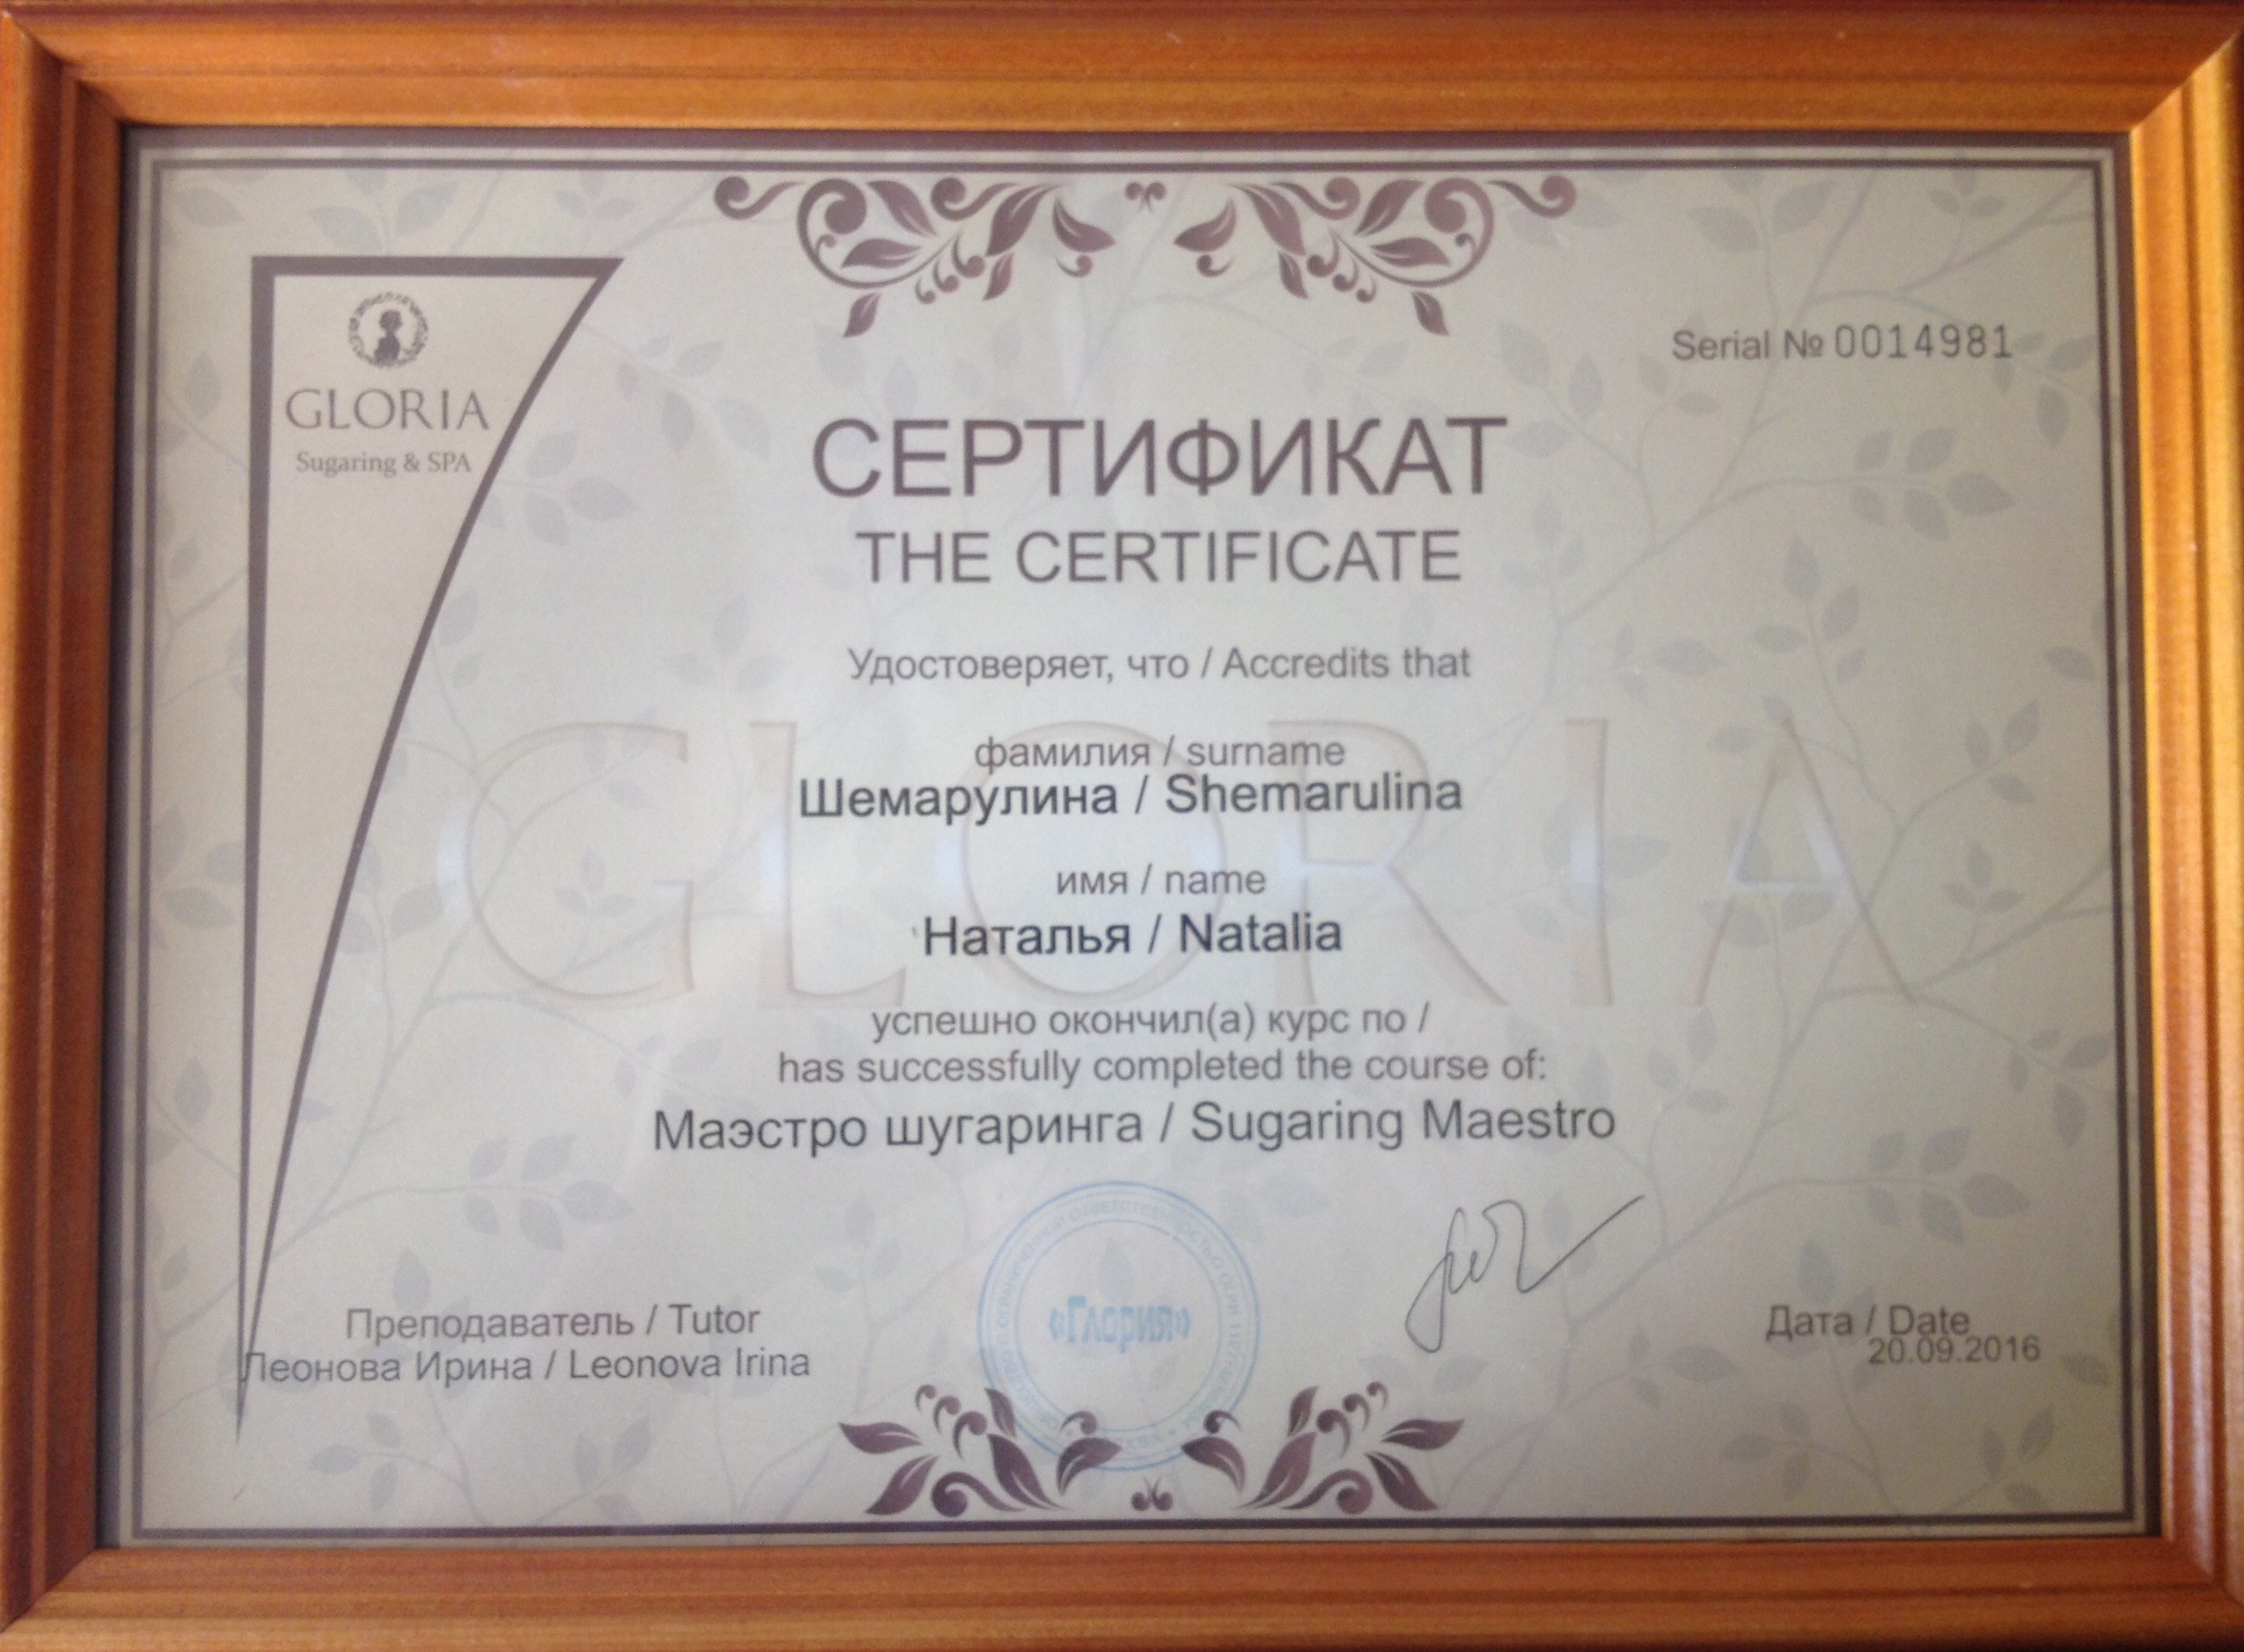 GLORIA
Sugaring & SPA
Serial № 0014981
СЕРТИФИКАТ
THE CERTIFICATE
Удостоверяет, что / Accredits that
GLORIA
фамилия / surname
Шемарулина / Shemarulina
имя / name
Наталья / Natalia
успешно окончил(а) курс по /
has successfully completed the course of:
Маэстро шугаринга / Sugaring Maestro
«Глория»
Преподаватель / Tutor
Леонова Ирина / Leonova Irina
Дата / Date
20.09.2016